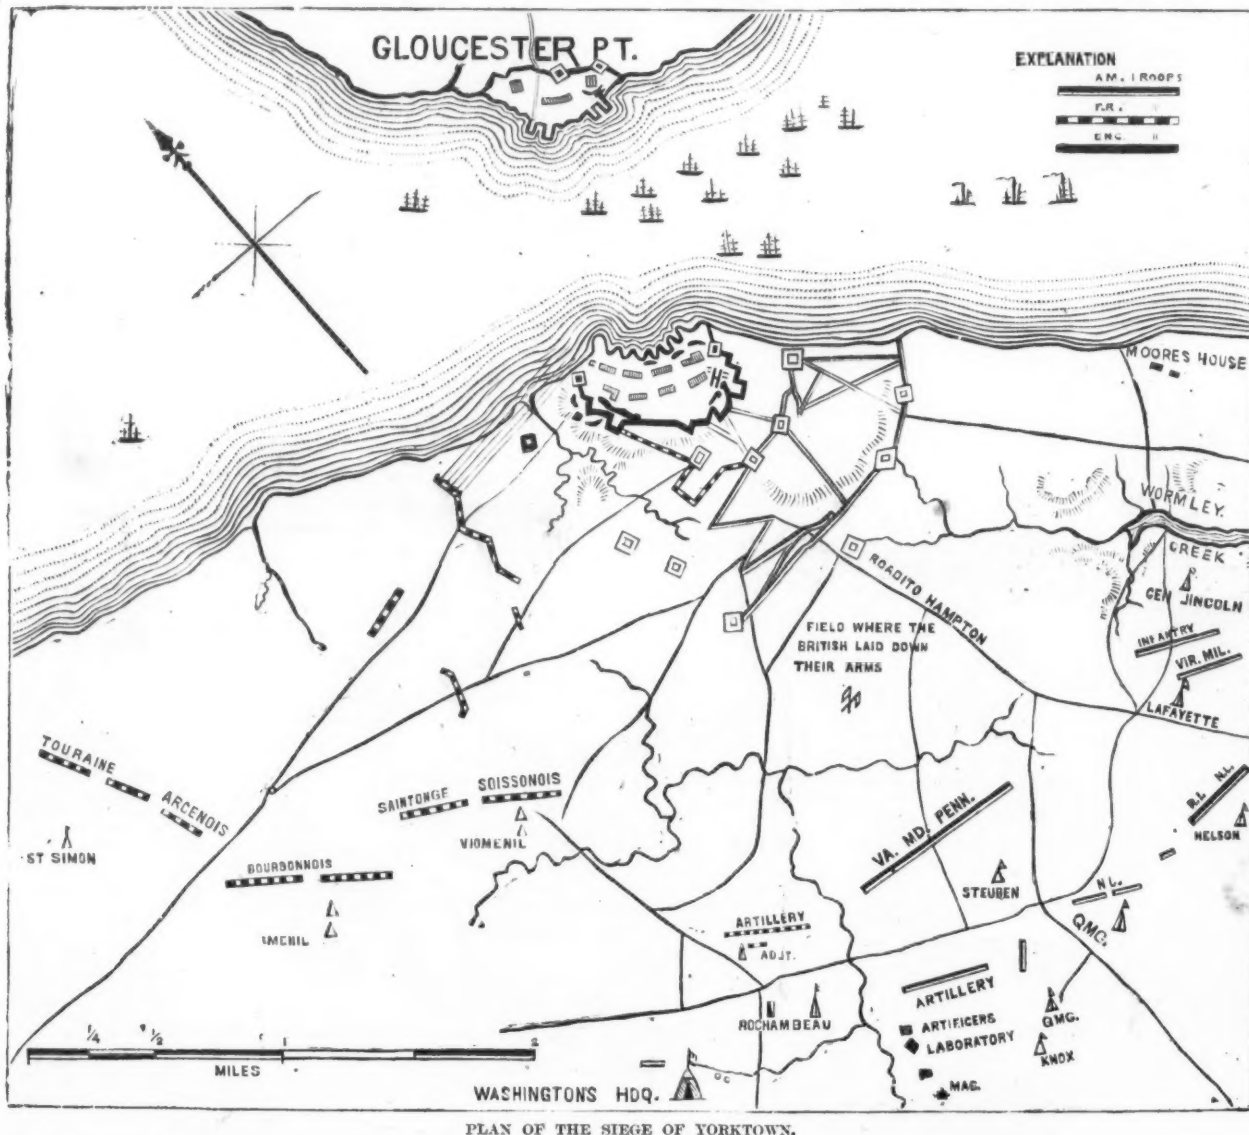 GLOUCESTER PT.
EXPLANATION
AM. TROOPS
FR. "
ENG. "
MOORES HOUSE
WORMLEY
CREEK
GEN LINCOLN
ROAD TO HAMPTON
INFANTRY
VIR. MIL.
LAFAYETTE
FIELD WHERE THE
BRITISH LAID DOWN
THEIR ARMS
TOURAINE
ARCENOIS
ST SIMON
SAINTONGE
SOISSONOIS
VIOMENIL
BOURBONNOIS
IMENIL
VA. MD. PENN.
STEUBEN
R.I. N.L.
NELSON
N L.
QMG.
ARTILLERY
ADJT.
ROCHAMBEAU
ARTILLERY
ARTIFICERS
LABORATORY
MAG.
QMG.
KNOX
1/4 1/2 1 2
MILES
WASHINGTONS HDQ.
PLAN OF THE SIEGE OF YORKTOWN.